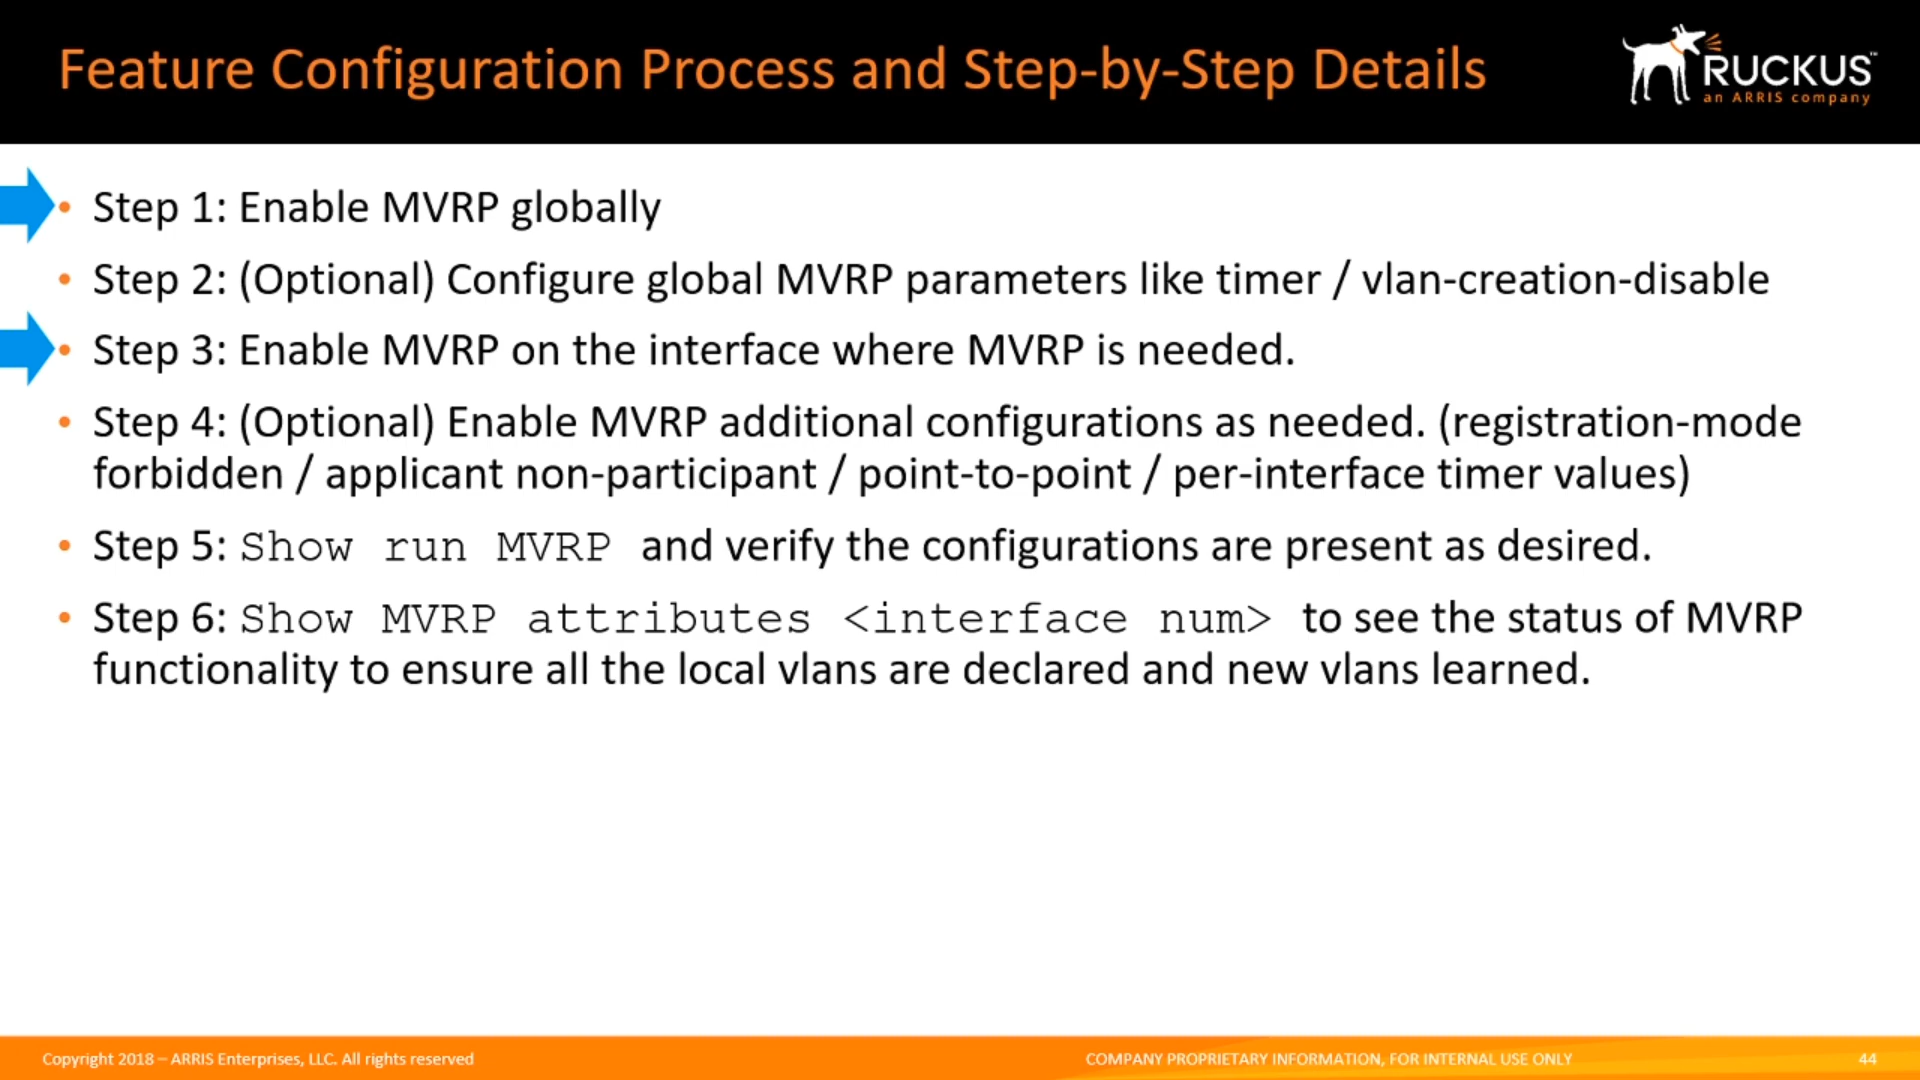 Feature Configuration Process and Step-by-Step Details
RUCKUS™
an ARRIS company
• Step 1: Enable MVRP globally
• Step 2: (Optional) Configure global MVRP parameters like timer / vlan-creation-disable
• Step 3: Enable MVRP on the interface where MVRP is needed.
• Step 4: (Optional) Enable MVRP additional configurations as needed. (registration-mode
forbidden / applicant non-participant / point-to-point / per-interface timer values)
• Step 5: Show run MVRP and verify the configurations are present as desired.
• Step 6: Show MVRP attributes <interface num> to see the status of MVRP
functionality to ensure all the local vlans are declared and new vlans learned.
Copyright 2018 – ARRIS Enterprises, LLC. All rights reserved
COMPANY PROPRIETARY INFORMATION, FOR INTERNAL USE ONLY
44